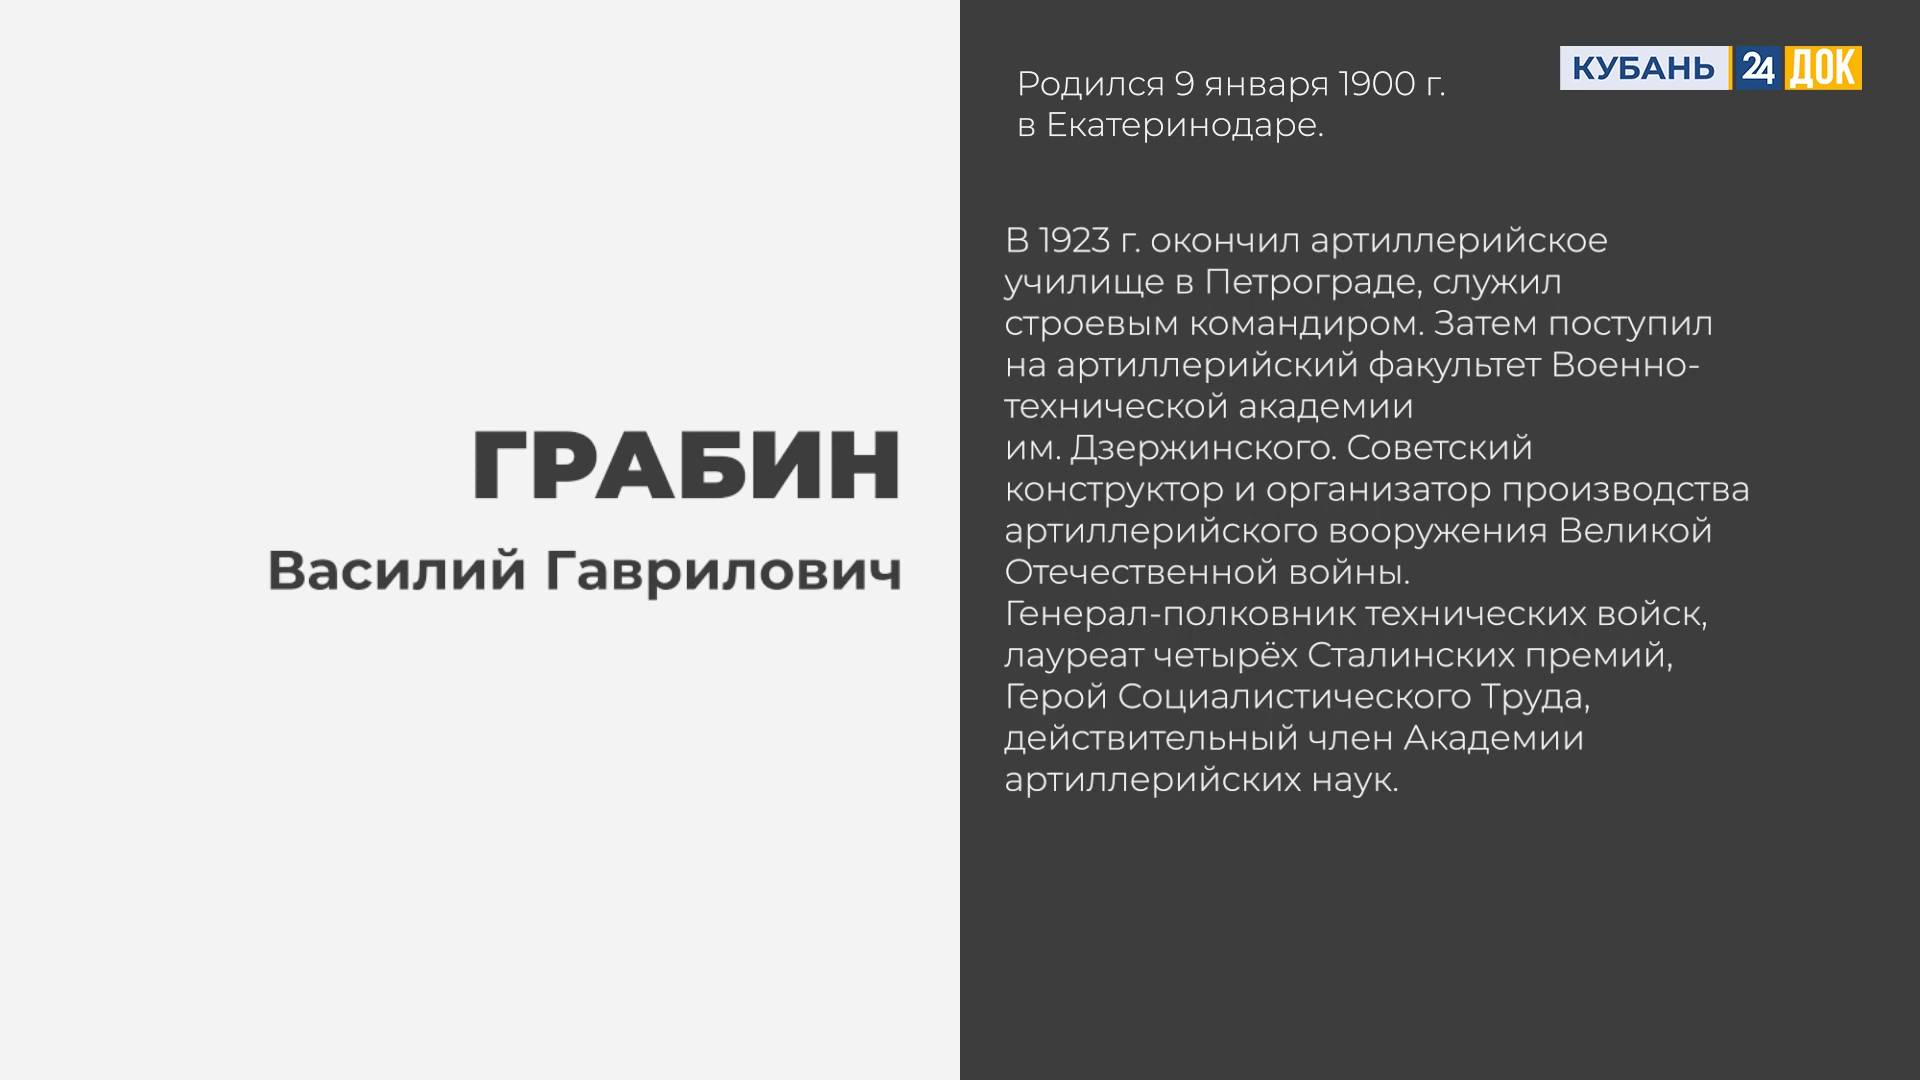 ГРАБИН
Василий Гаврилович
КУБАНЬ 24 ДОК
Родился 9 января 1900 г.
в Екатеринодаре.
В 1923 г. окончил артиллерийское
училище в Петрограде, служил
строевым командиром. Затем поступил
на артиллерийский факультет Военно-
технической академии
им. Дзержинского. Советский
конструктор и организатор производства
артиллерийского вооружения Великой
Отечественной войны.
Генерал-полковник технических войск,
лауреат четырёх Сталинских премий,
Герой Социалистического Труда,
действительный член Академии
артиллерийских наук.